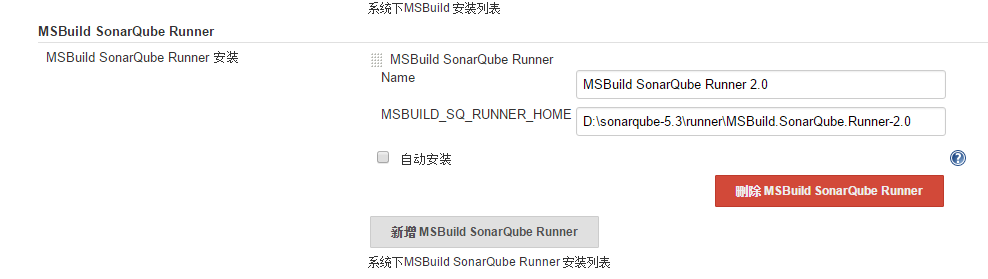 系统下MSBuild 安装列表
MSBuild SonarQube Runner
MSBuild SonarQube Runner 安装
MSBuild SonarQube Runner
Name
MSBuild SonarQube Runner 2.0
MSBUILD_SQ_RUNNER_HOME
D:\sonarqube-5.3\runner\MSBuild.SonarQube.Runner-2.0
自动安装
?
删除 MSBuild SonarQube Runner
新增 MSBuild SonarQube Runner
系统下MSBuild SonarQube Runner 安装列表